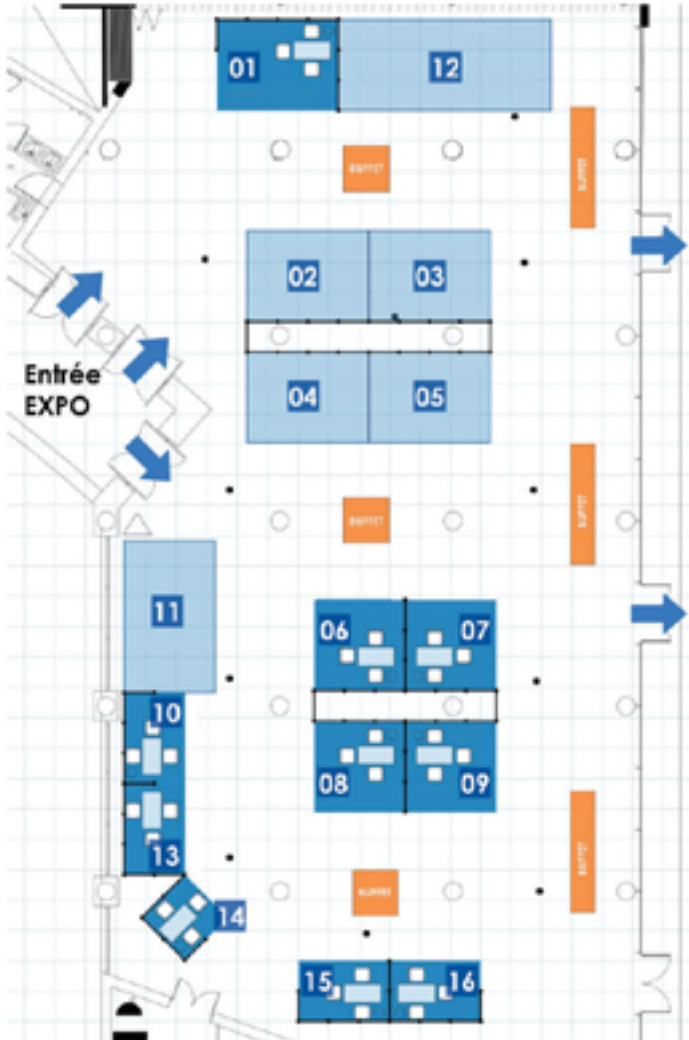 01
12
BUFFET
BUFFET
02
03
04
05
Entrée
EXPO
BUFFET
BUFFET
11
06
07
10
08
09
13
BUFFET
BUFFET
14
15
16